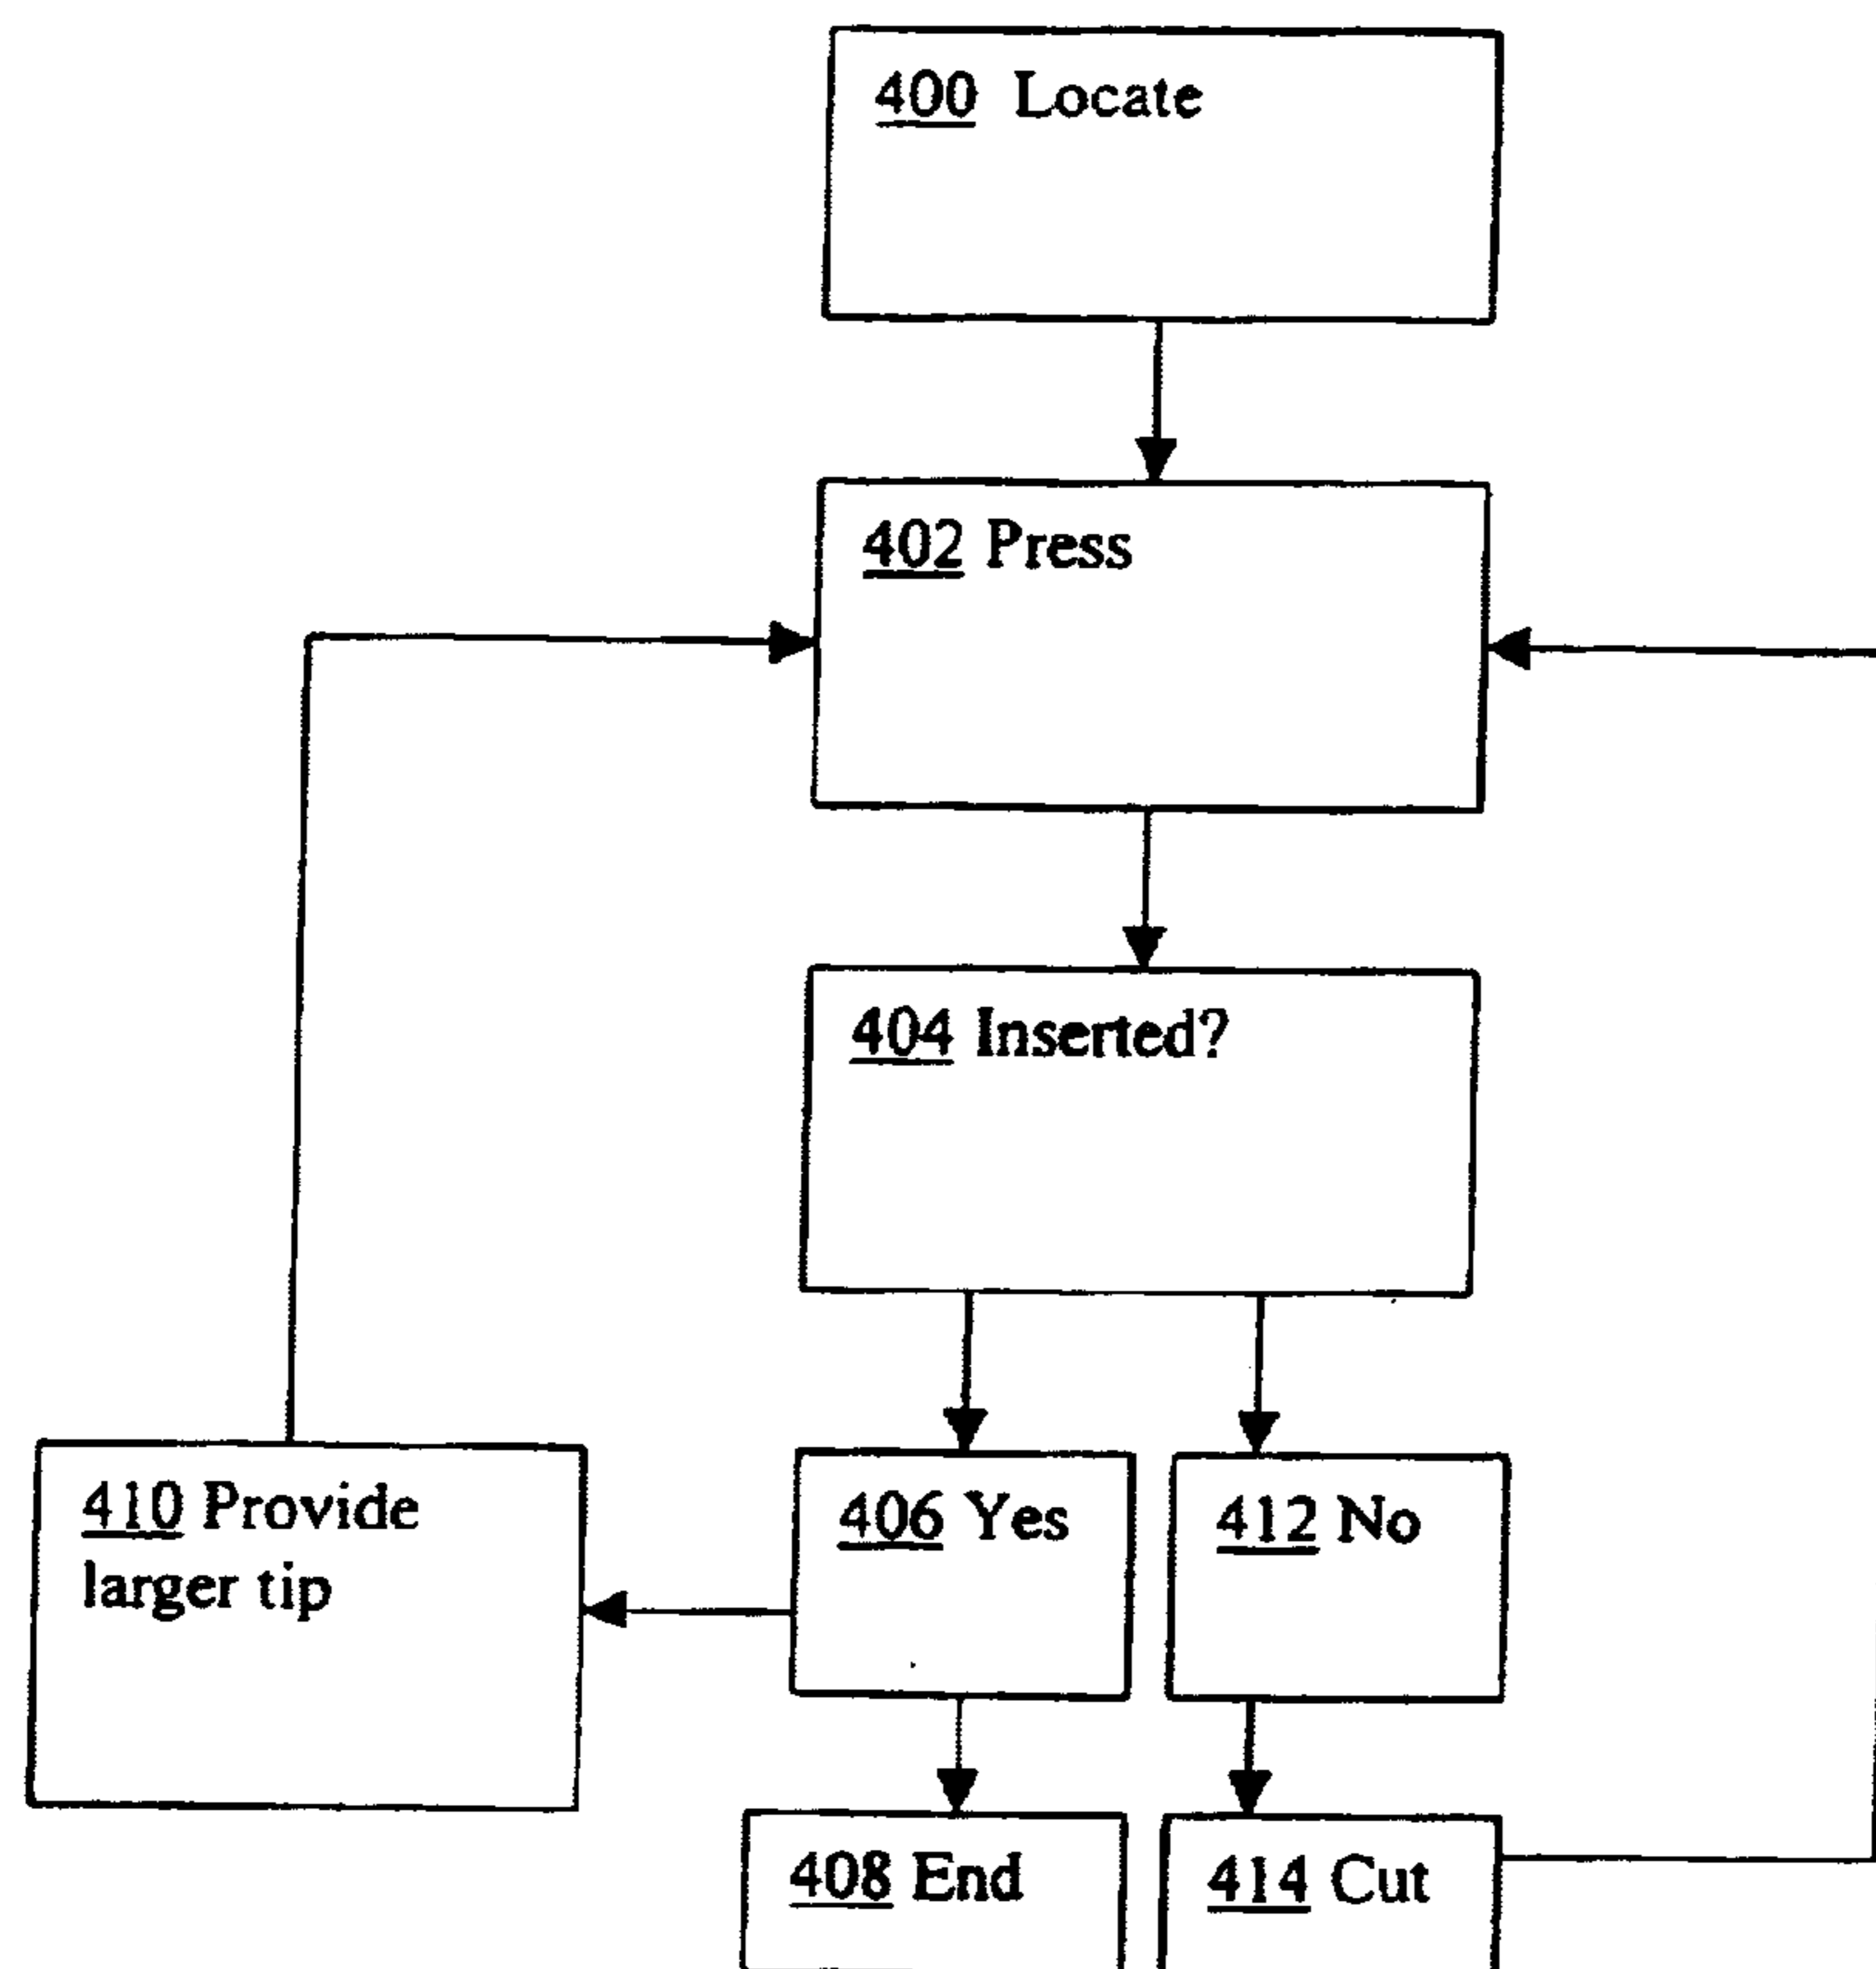 400 Locate
402 Press
404 Inserted?
410 Provide
larger tip
406 Yes
412 No
408 End
414 Cut